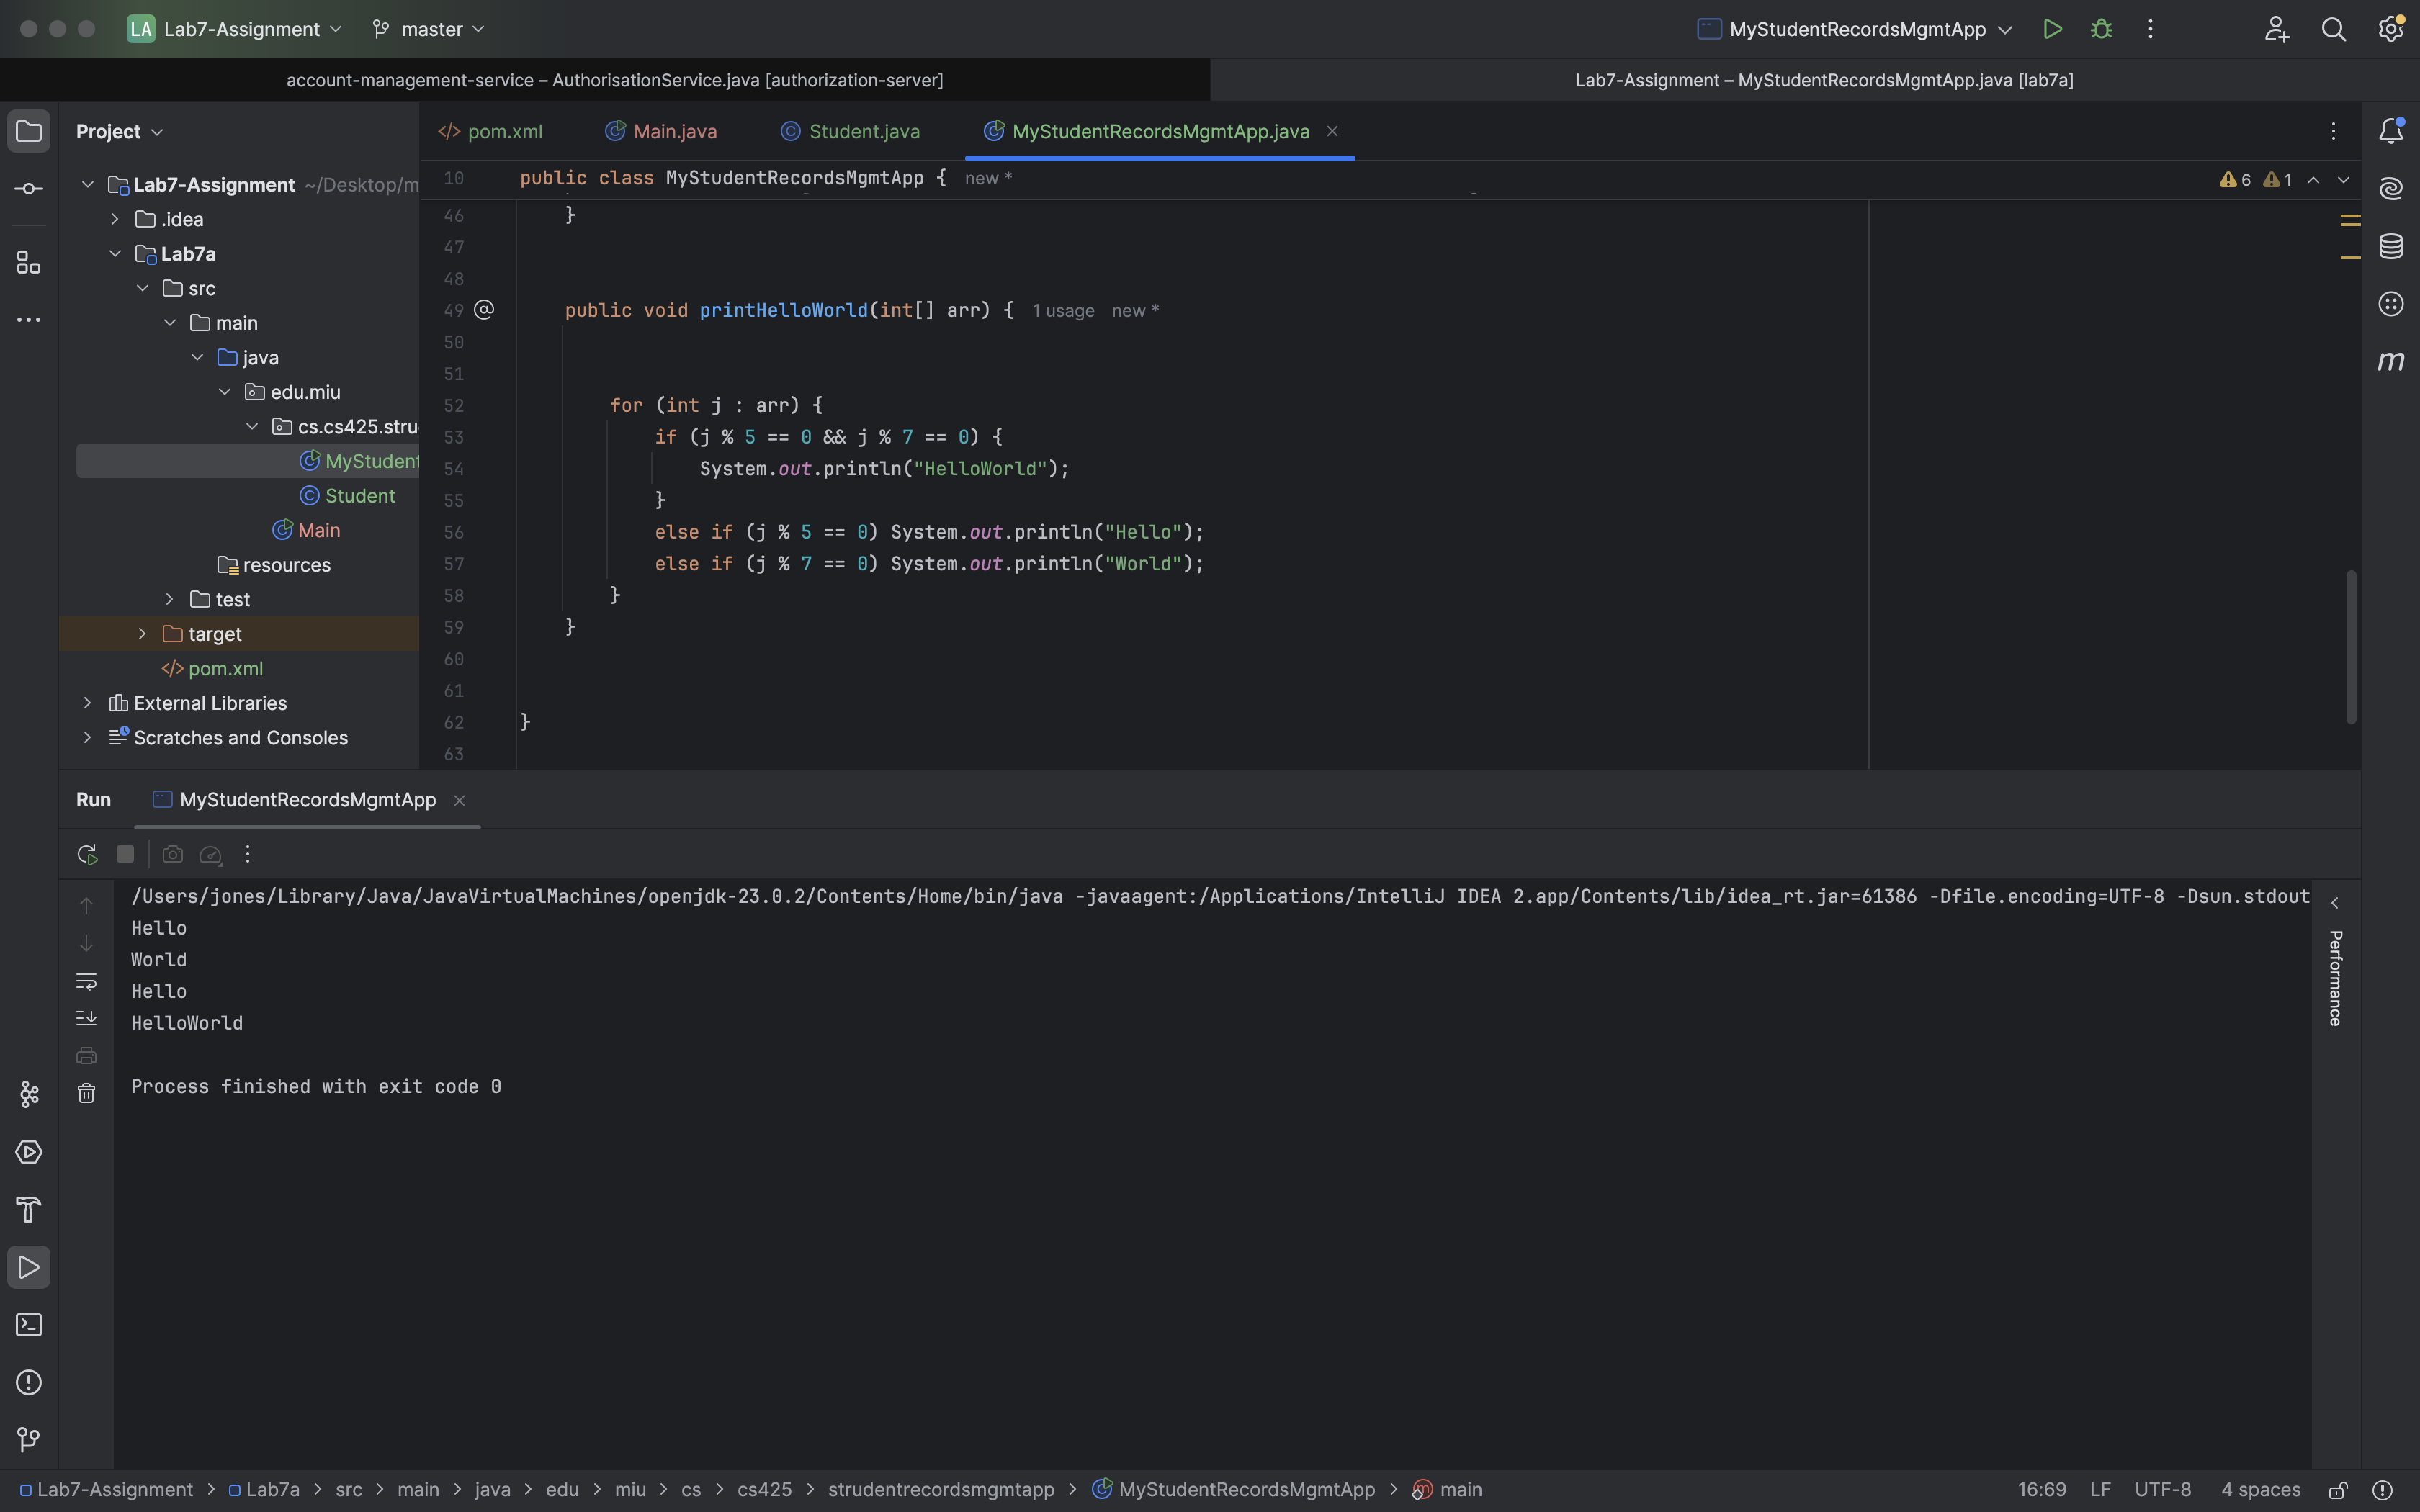 LA Lab7-Assignment master MyStudentRecordsMgmtApp
account-management-service – AuthorisationService.java [authorization-server] Lab7-Assignment – MyStudentRecordsMgmtApp.java [lab7a]
Project
Lab7-Assignment ~/Desktop/m
.idea
Lab7a
src
main
java
edu.miu
cs.cs425.stru
MyStudent
Student
Main
resources
test
target
</> pom.xml
External Libraries
Scratches and Consoles
</> pom.xml Main.java Student.java MyStudentRecordsMgmtApp.java
10 public class MyStudentRecordsMgmtApp { new * 6 1
46 }
47
48
49 @ public void printHelloWorld(int[] arr) { 1 usage new *
50
51
52 for (int j : arr) {
53 if (j % 5 == 0 && j % 7 == 0) {
54 System.out.println("HelloWorld");
55 }
56 else if (j % 5 == 0) System.out.println("Hello");
57 else if (j % 7 == 0) System.out.println("World");
58 }
59 }
60
61
62 }
63
m
Run MyStudentRecordsMgmtApp
/Users/jones/Library/Java/JavaVirtualMachines/openjdk-23.0.2/Contents/Home/bin/java -javaagent:/Applications/IntelliJ IDEA 2.app/Contents/lib/idea_rt.jar=61386 -Dfile.encoding=UTF-8 -Dsun.stdout
Hello
World
Hello
HelloWorld
Process finished with exit code 0
Performance
Lab7-Assignment > Lab7a > src > main > java > edu > miu > cs > cs425 > strudentrecordsmgmtapp > MyStudentRecordsMgmtApp > main 16:69 LF UTF-8 4 spaces